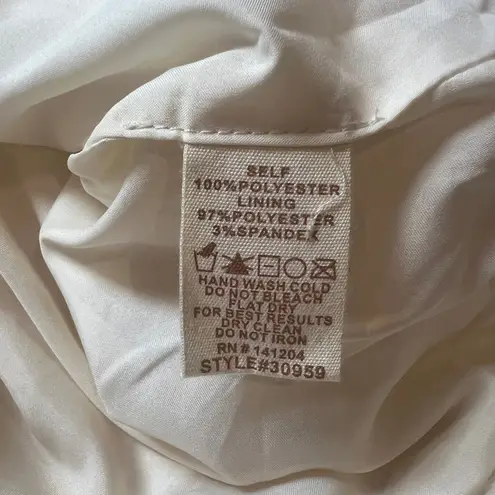 SELF
100%POLYESTER
LINING
97%POLYESTER
3%SPANDEX
HAND WASH COLD
DO NOT BLEACH
FLAT DRY
FOR BEST RESULTS
DRY CLEAN
DO NOT IRON
RN# 141204
STYLE#30959